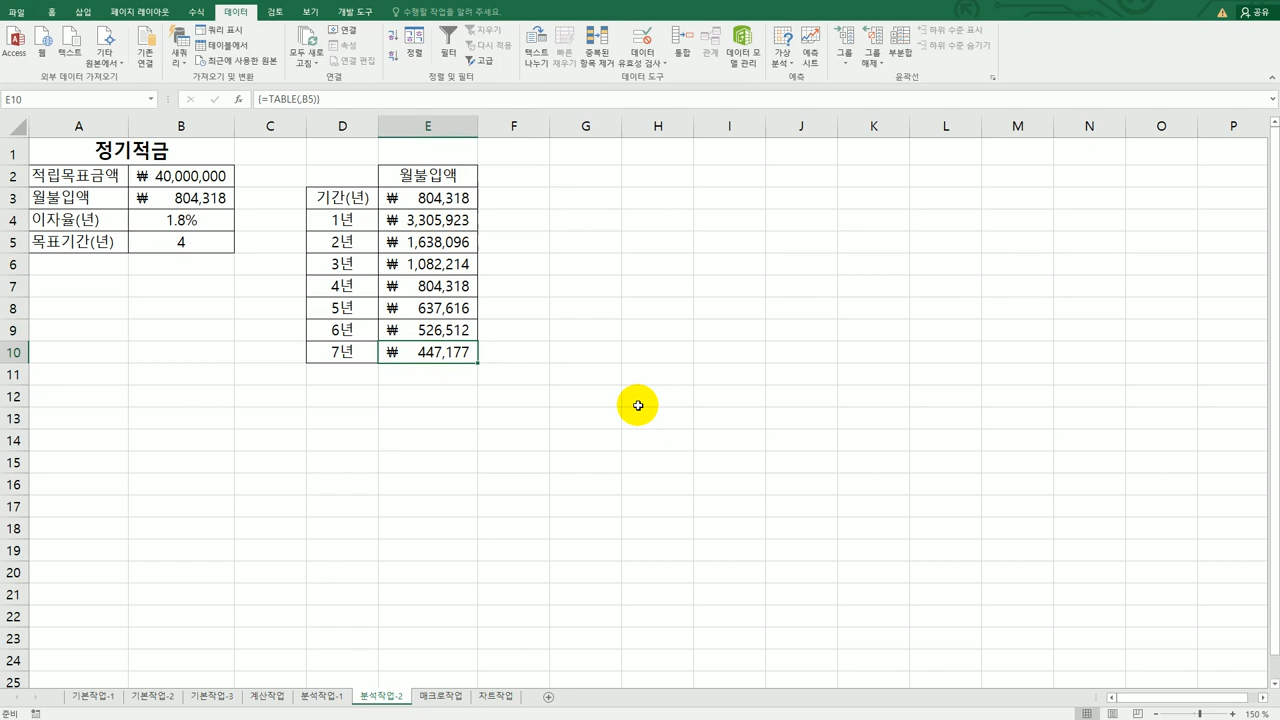 파일 홈 삽입 페이지 레이아웃 수식 데이터 검토 보기 개발 도구 수행할 작업을 알려 주세요. 공유
Access 웹 텍스트 기타 원본에서 기존 연결 새 쿼리 쿼리 표시 테이블에서 최근에 사용한 원본 모두 새로 고침 연결 속성 연결 편집 정렬 필터 지우기 다시 적용 고급 텍스트 나누기 빠른 채우기 중복된 항목 제거 데이터 유효성 검사 통합 관계 데이터 모델 관리 가상 분석 예측 시트 그룹 그룹 해제 부분합 하위 수준 표시 하위 수준 숨기기
외부 데이터 가져오기 가져오기 및 변환 연결 정렬 및 필터 데이터 도구 예측 윤곽선
E10 fx {=TABLE(,B5)}
A B C D E F G H I J K L M N O P
1 정기적금
2 적립목표금액 ₩ 40,000,000 월불입액
3 월불입액 ₩ 804,318 기간(년) ₩ 804,318
4 이자율(년) 1.8% 1년 ₩ 3,305,923
5 목표기간(년) 4 2년 ₩ 1,638,096
6 3년 ₩ 1,082,214
7 4년 ₩ 804,318
8 5년 ₩ 637,616
9 6년 ₩ 526,512
10 7년 ₩ 447,177
11
12
13
14
15
16
17
18
19
20
21
22
23
24
25
기본작업-1 기본작업-2 기본작업-3 계산작업 분석작업-1 분석작업-2 매크로작업 차트작업
준비 150 %